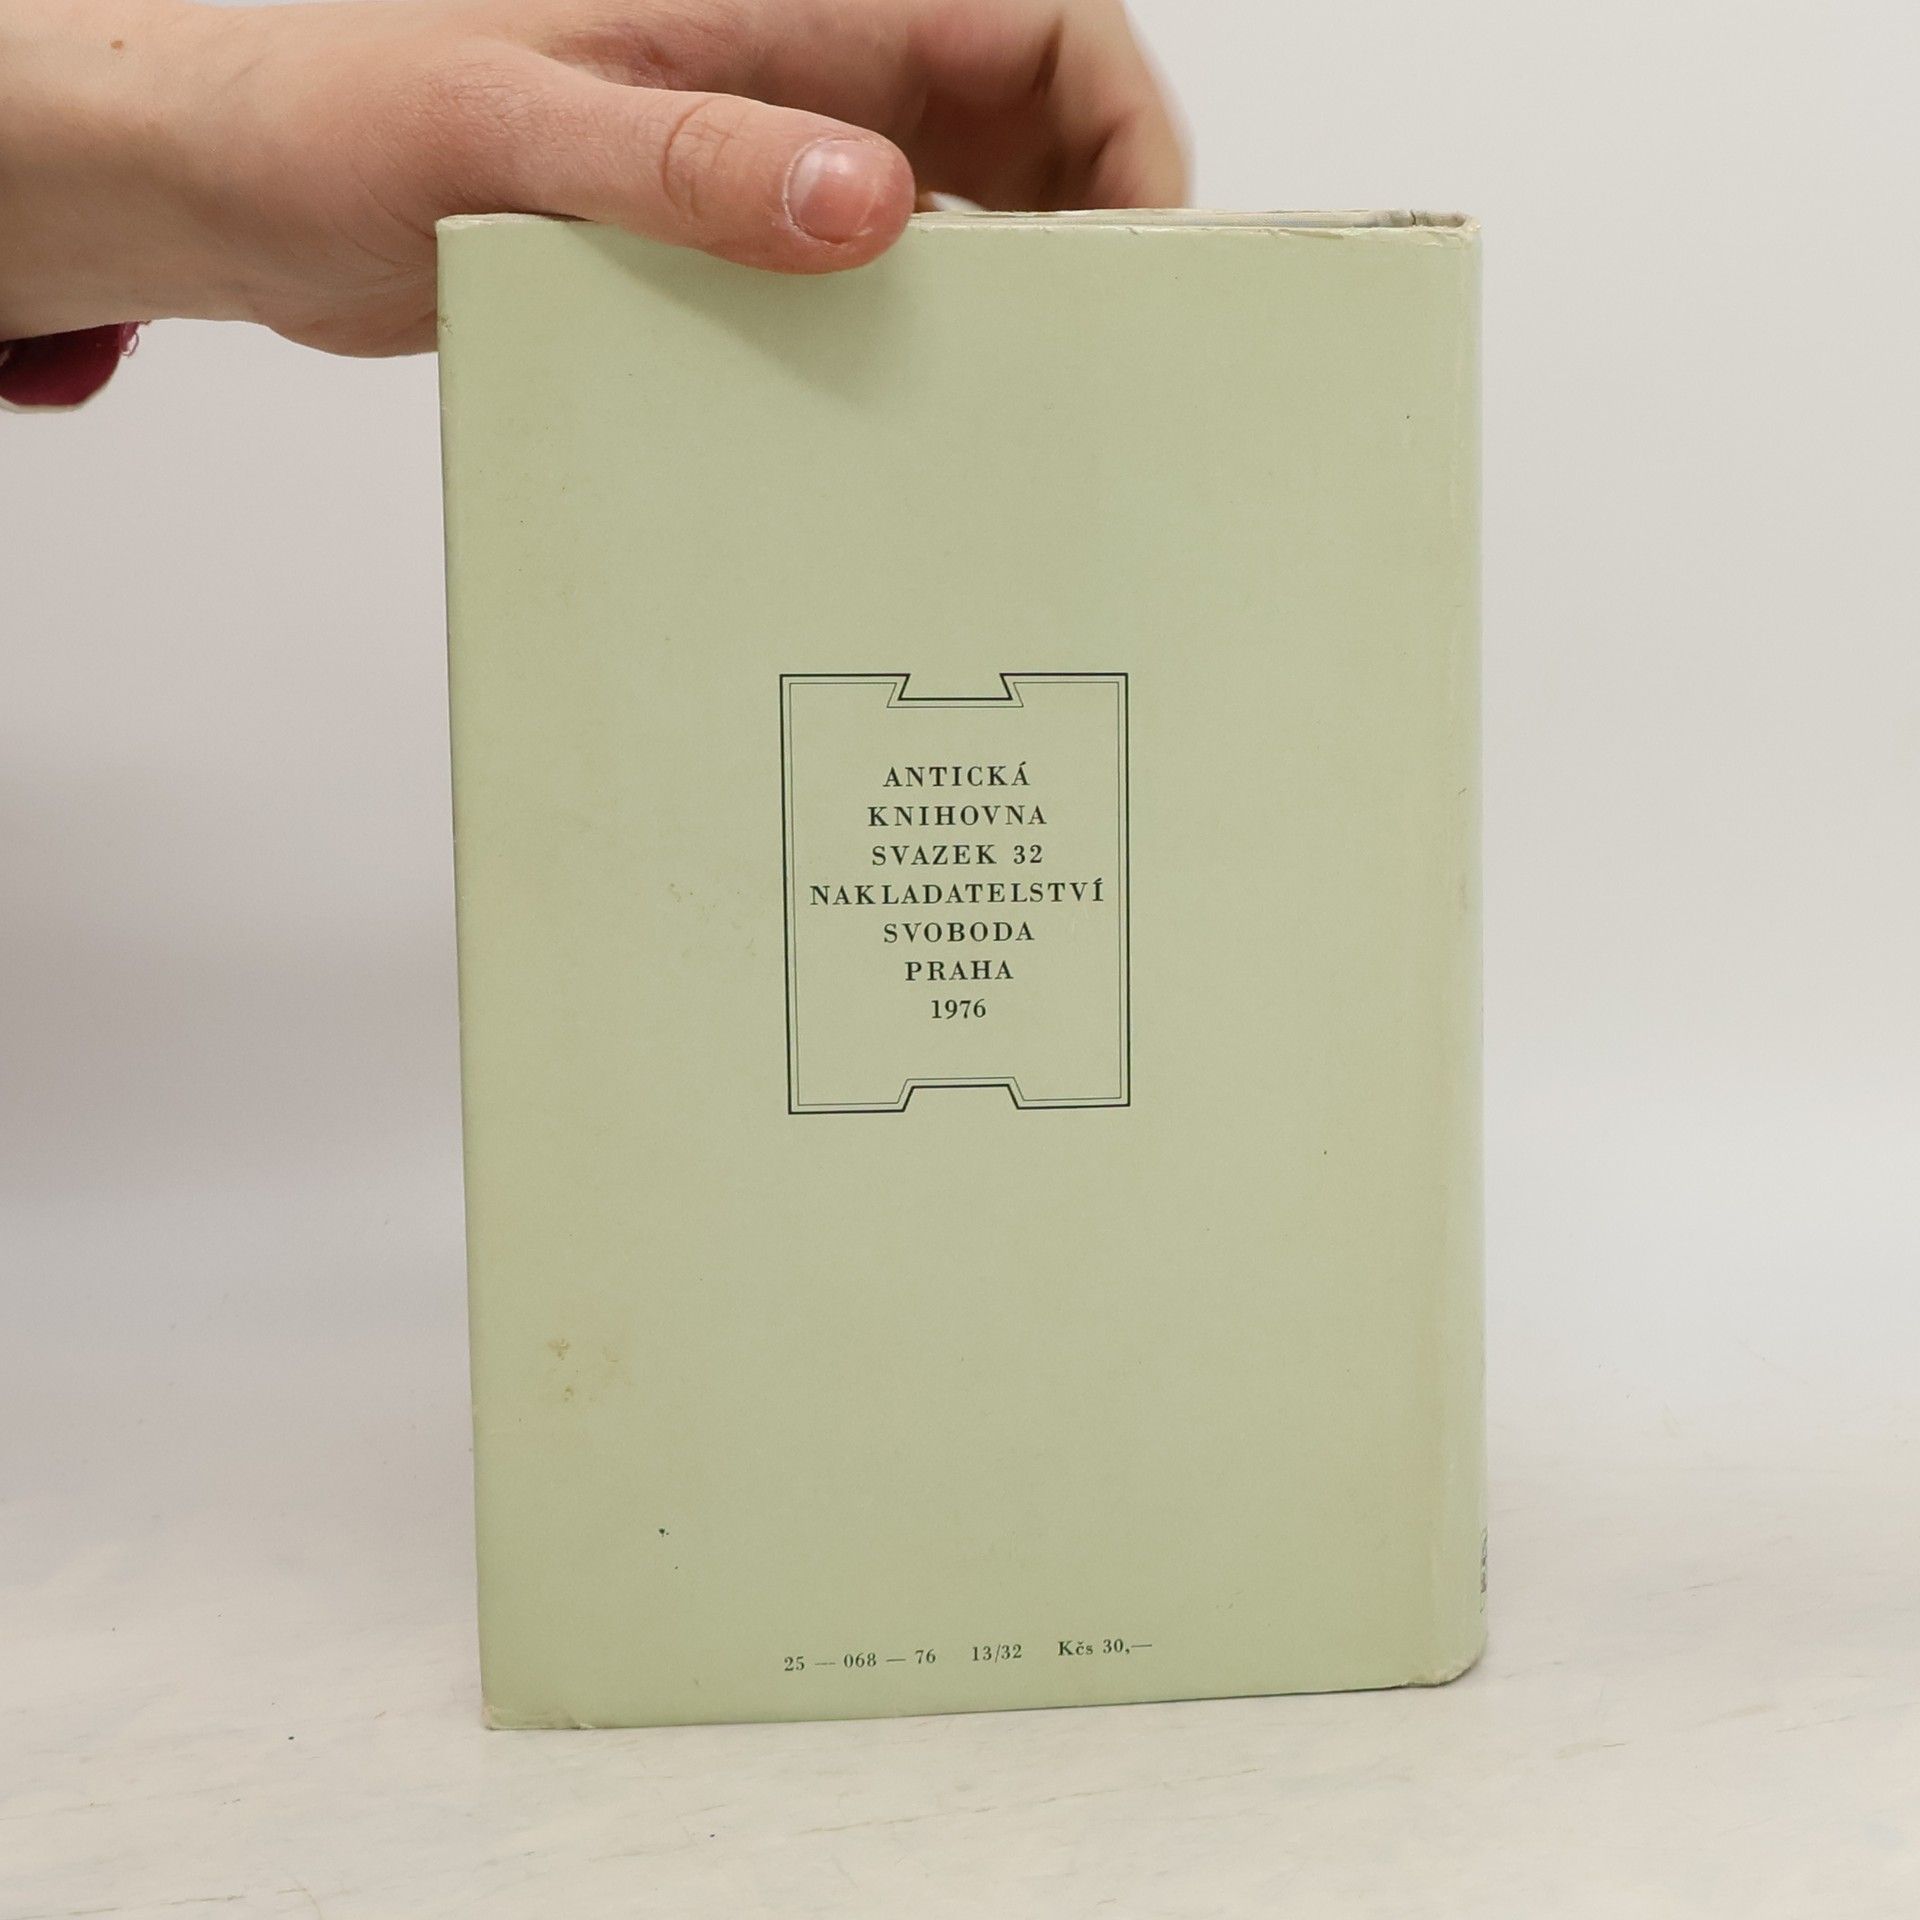 ANTICKÁ
KNIHOVNA
SVAZEK 32
NAKLADATELSTVÍ
SVOBODA
PRAHA
1976
25 — 068 — 76 13/32 Kčs 30,—